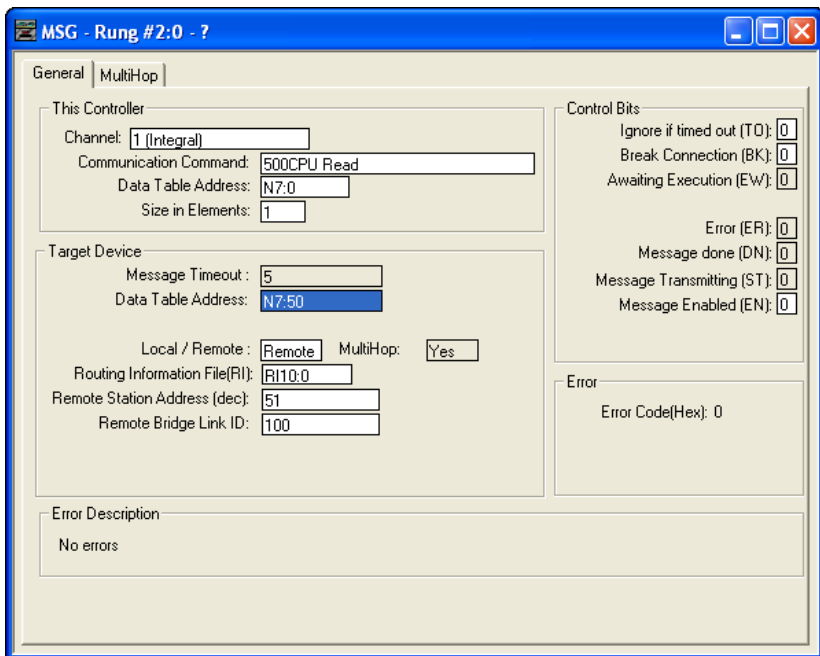 MSG - Rung #2:0 - ?
General MultiHop
This Controller
Channel: 1 (Integral)
Communication Command: 500CPU Read
Data Table Address: N7:0
Size in Elements: 1
Target Device
Message Timeout : 5
Data Table Address: N7:50
Local / Remote : Remote MultiHop: Yes
Routing Information File(RI): RI10:0
Remote Station Address (dec): 51
Remote Bridge Link ID: 100
Control Bits
Ignore if timed out (TO): 0
Break Connection (BK): 0
Awaiting Execution (EW): 0
Error (ER): 0
Message done (DN): 0
Message Transmitting (ST): 0
Message Enabled (EN): 0
Error
Error Code(Hex): 0
Error Description
No errors